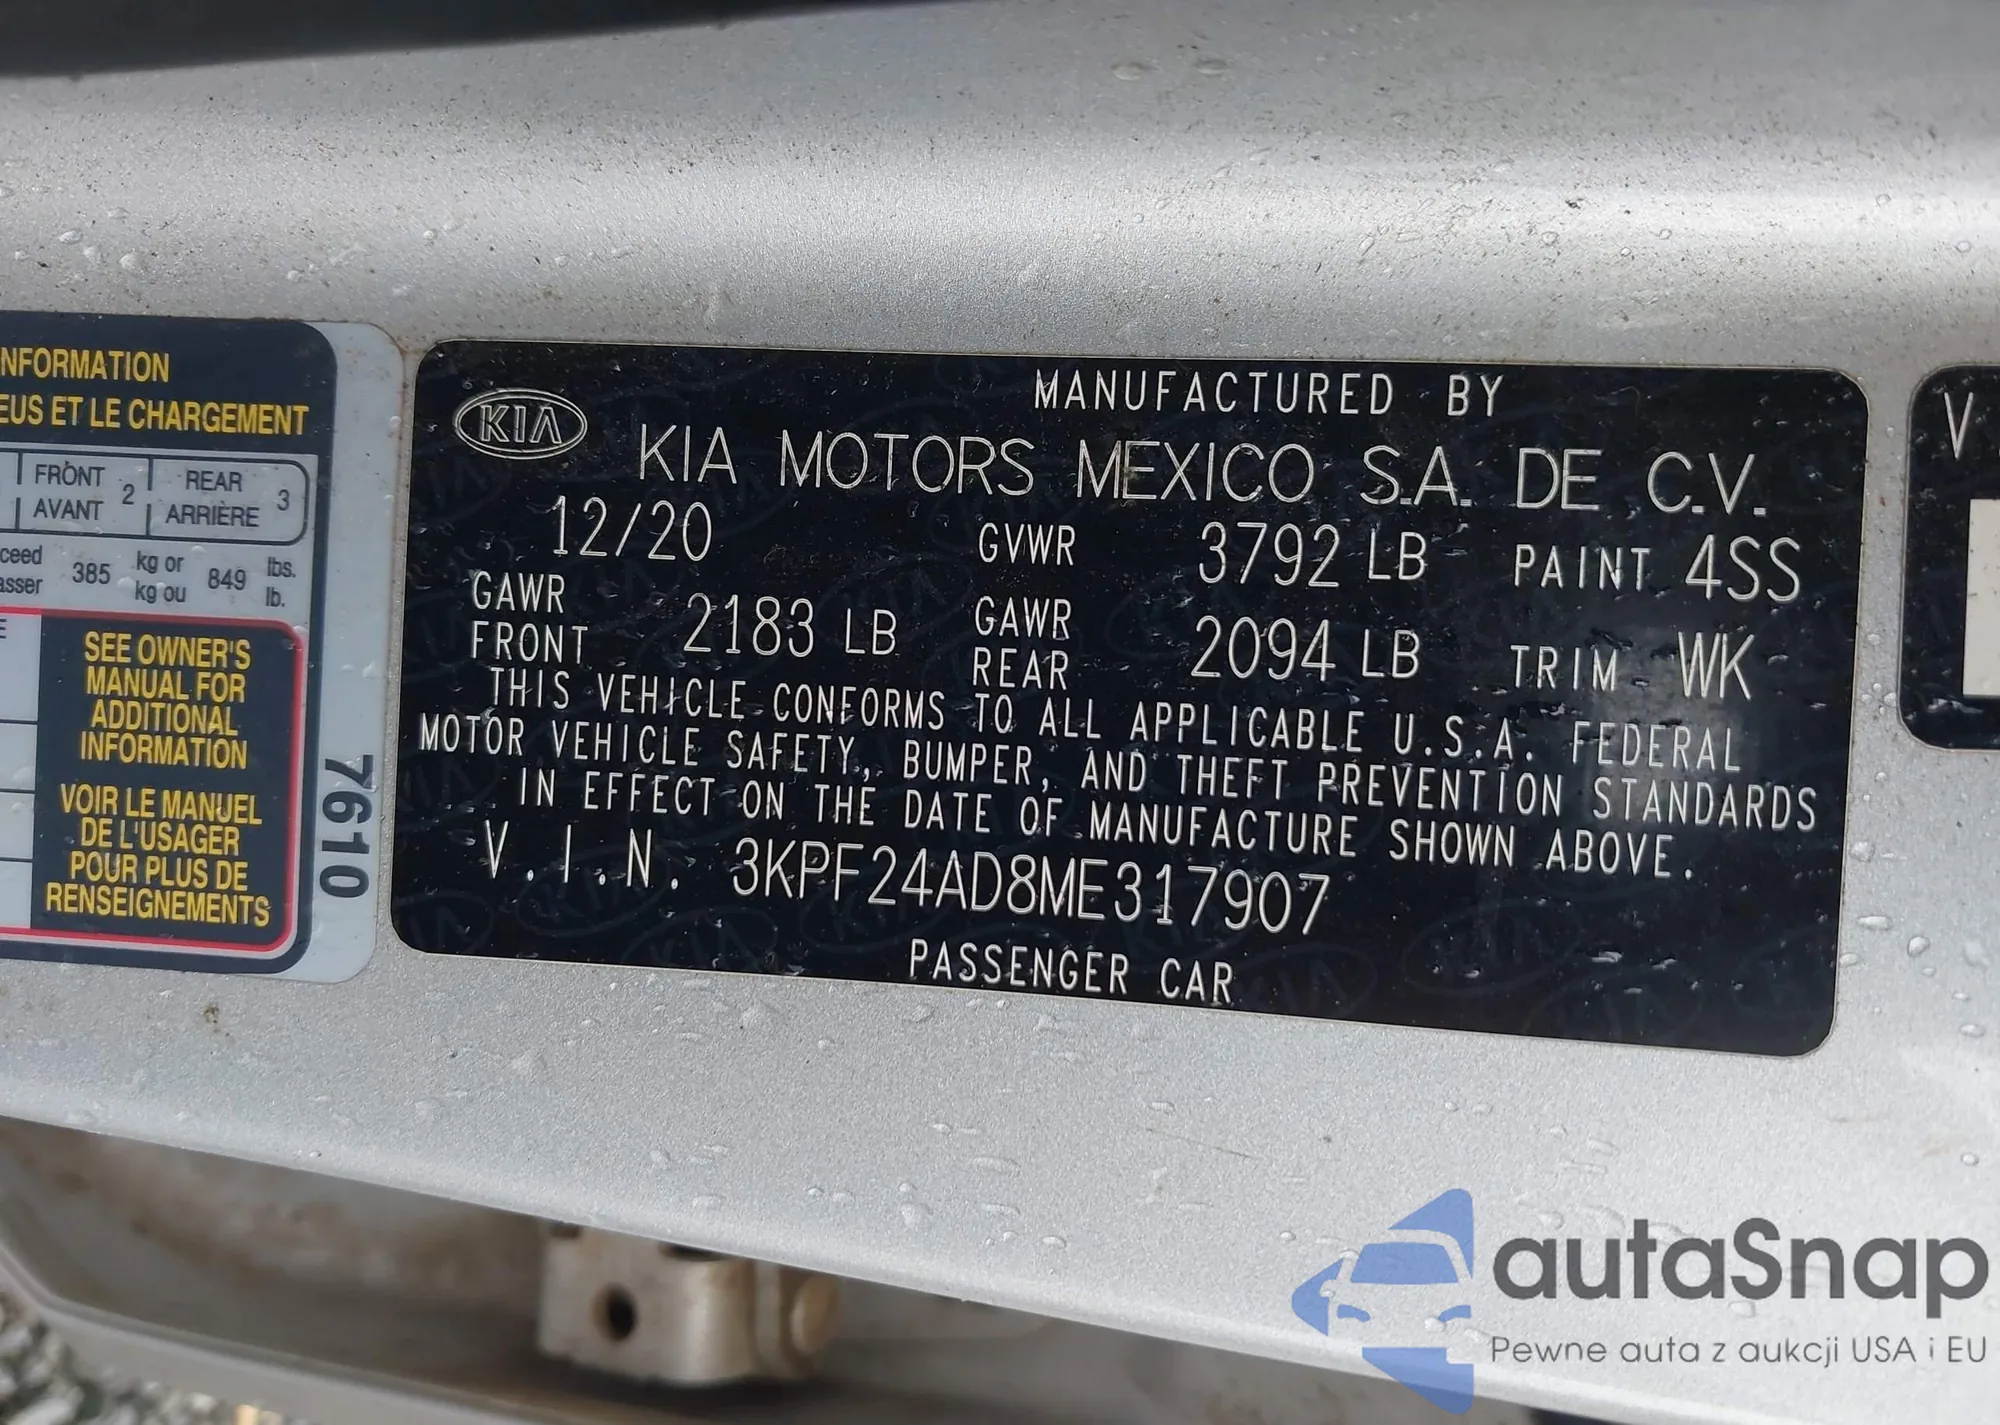 NFORMATION
EUS ET LE CHARGEMENT
FRONT
AVANT
2
REAR
ARRIÈRE
3
385
kg or
kg ou
849
lbs.
lb.
SEE OWNER'S
MANUAL FOR
ADDITIONAL
INFORMATION
VOIR LE MANUEL
DE L'USAGER
POUR PLUS DE
RENSEIGNEMENTS
7610
KIA
MANUFACTURED BY
KIA MOTORS MEXICO S.A. DE C.V.
12/20 GVWR 3792 LB PAINT 4SS
GAWR FRONT 2183 LB GAWR REAR 2094 LB TRIM WK
THIS VEHICLE CONFORMS TO ALL APPLICABLE U.S.A. FEDERAL
MOTOR VEHICLE SAFETY, BUMPER, AND THEFT PREVENTION STANDARDS
IN EFFECT ON THE DATE OF MANUFACTURE SHOWN ABOVE.
V.I.N. 3KPF24AD8ME317907
PASSENGER CAR
V
autaSnap
Pewne auta z aukcji USA i EU